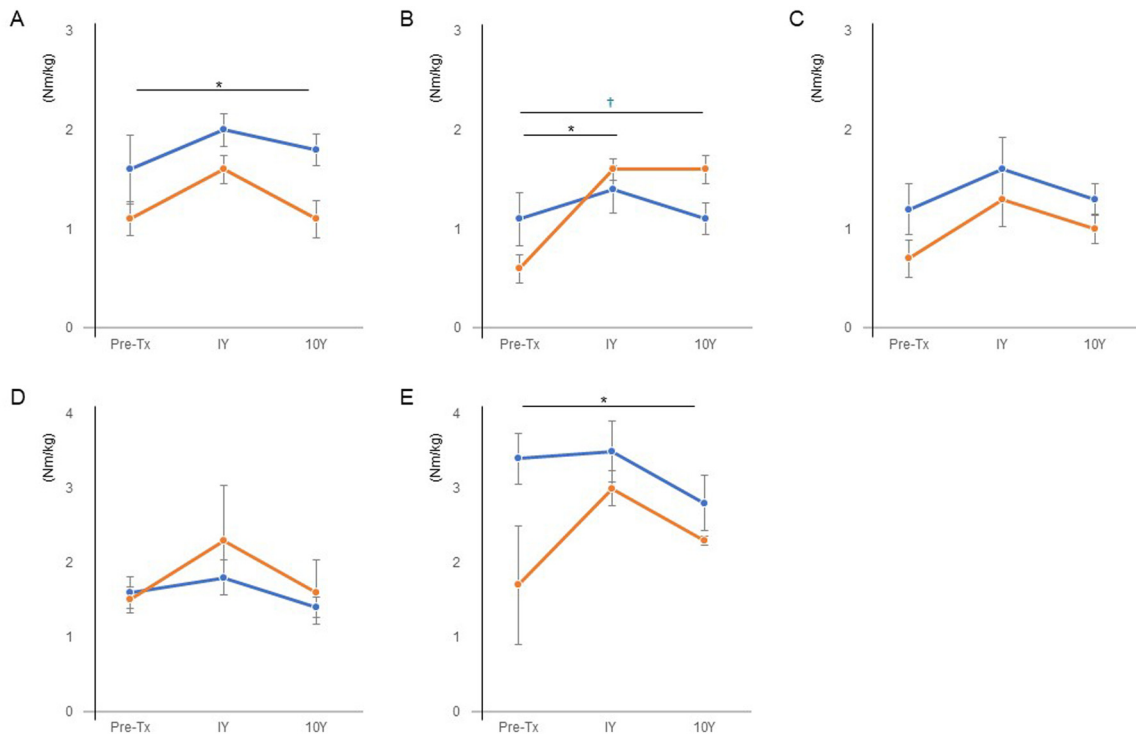 A
3
2
1
0
(Nm/kg)
*
Pre-Tx IY 10Y
B
3
2
1
0
(Nm/kg)
†
*
Pre-Tx IY 10Y
C
3
2
1
0
(Nm/kg)
Pre-Tx IY 10Y
D
4
3
2
1
0
(Nm/kg)
Pre-Tx IY 10Y
E
4
3
2
1
0
(Nm/kg)
*
Pre-Tx IY 10Y